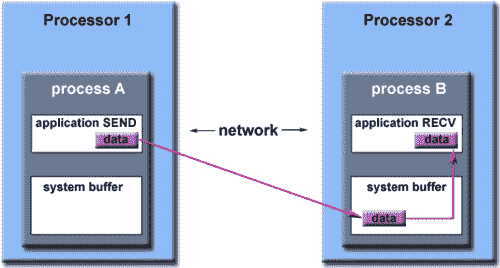 Processor 1
process A
application SEND
data
system buffer
network
Processor 2
process B
application RECV
data
system buffer
data